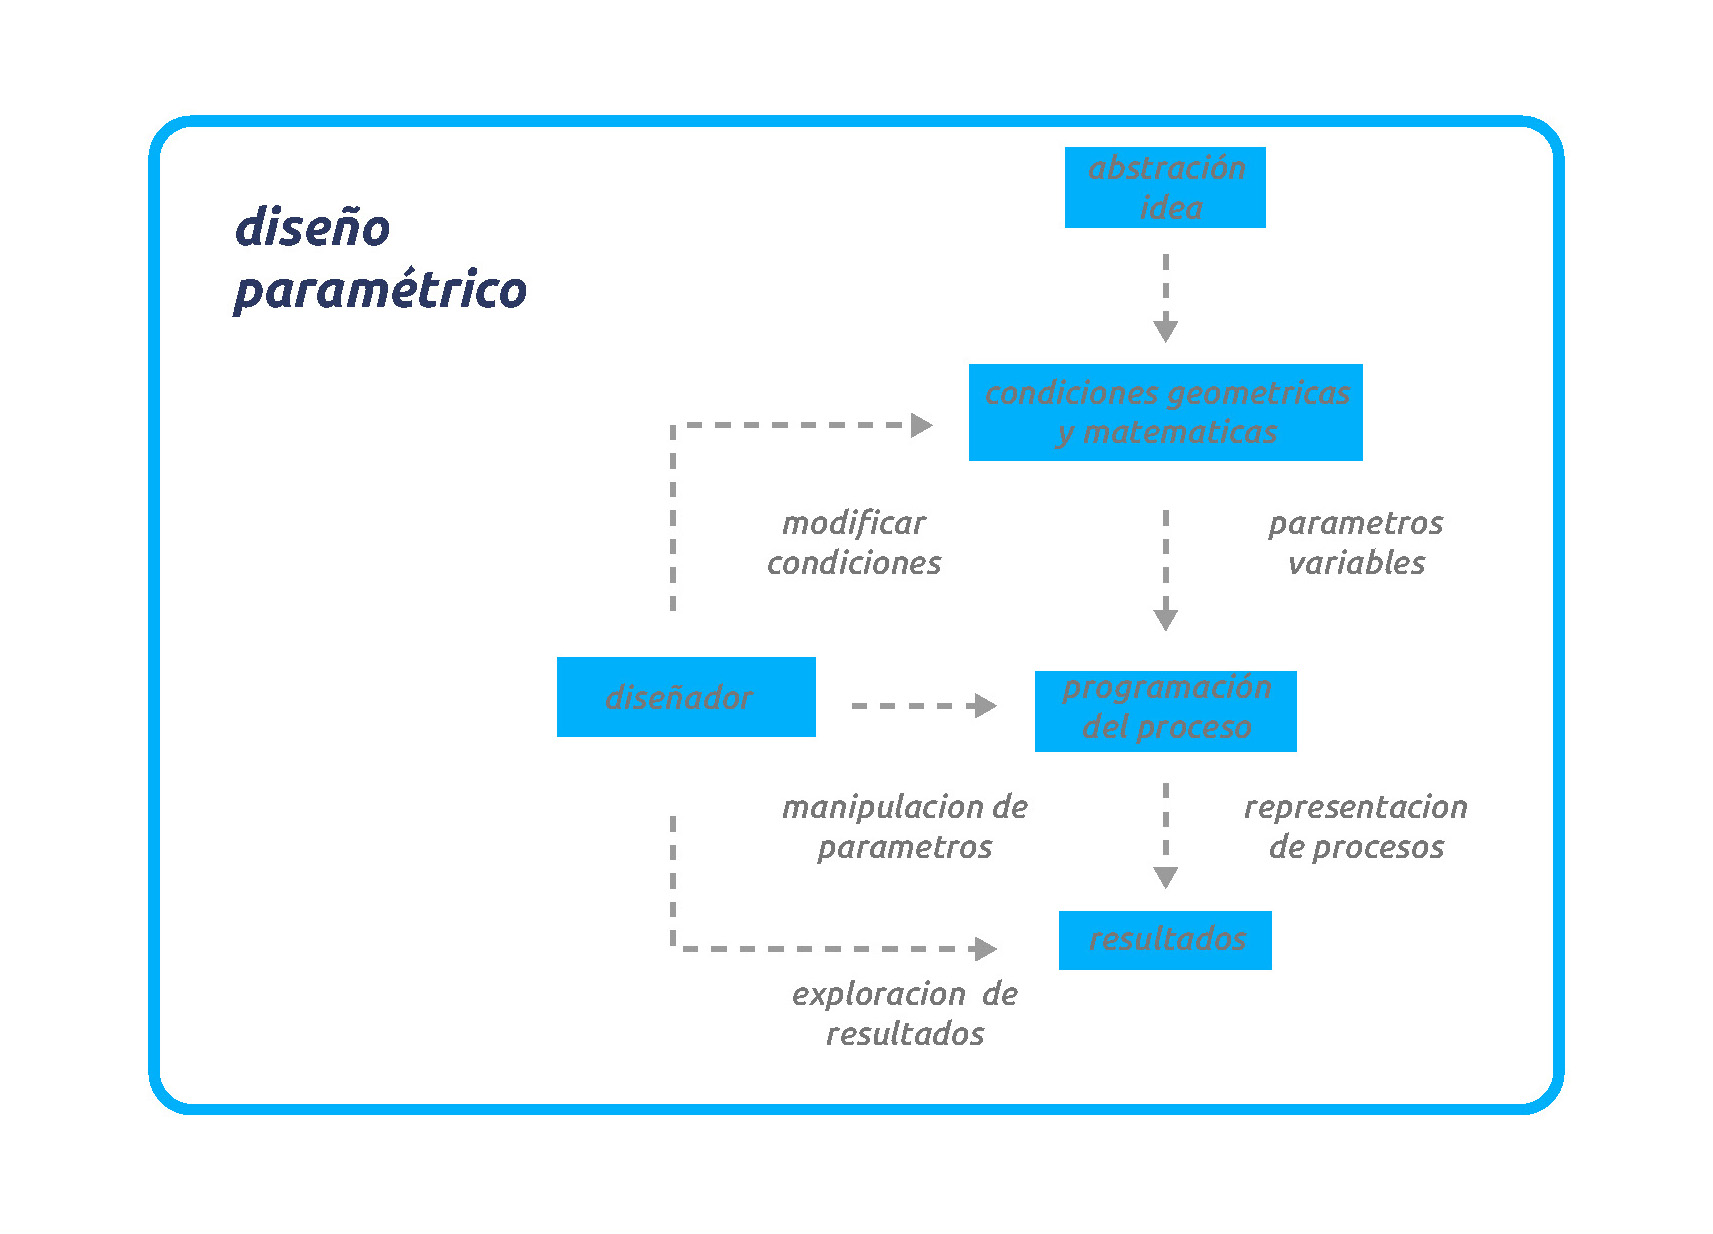 diseño
paramétrico
abstración
idea
condiciones geometricas
y matematicas
modificar
condiciones
parametros
variables
diseñador
programación
del proceso
manipulacion de
parametros
representacion
de procesos
resultados
exploracion de
resultados